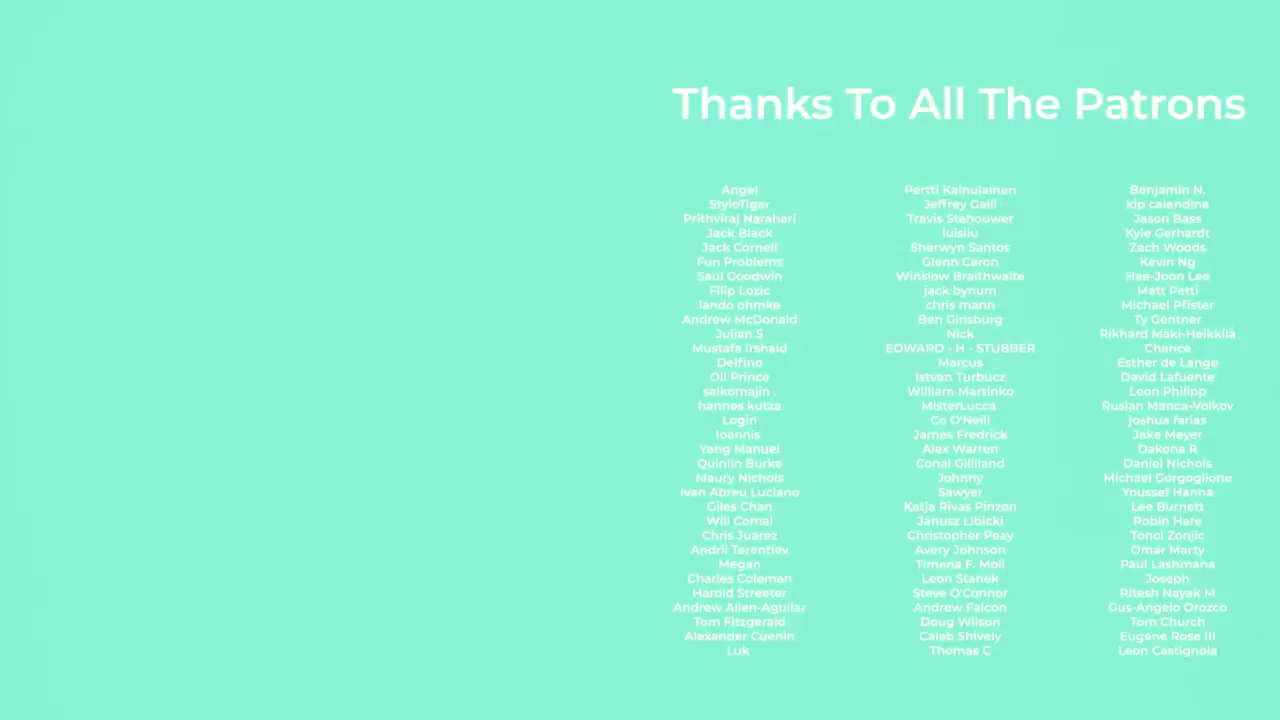 Thanks To All The Patrons
Angel
StyloTiger
Prithviraj Narahari
Jack Black
Jack Cornell
Fun Problems
Saul Goodwin
Filip Lozic
lando ohmke
Andrew McDonald
Julian S
Mustafa Irshaid
Delfino
Oli Prince
saikomajin .
hannes kutza
Login
Ioannis
Yang Manuel
Quinlin Burke
Maury Nichols
Ivan Abreu Luciano
Giles Chan
Will Comai
Chris Juarez
Andrii Terentiev
Megan
Charles Coleman
Harold Streeter
Andrew Allen-Aguilar
Tom Fitzgerald
Alexander Cuenin
Luk
Pertti Kainulainen
Jeffrey Galll
Travis Stehouwer
luisliu
Sherwyn Santos
Glenn Caron
Winslow Braithwaite
jack bynum
chris mann
Ben Ginsburg
Nick
EDWARD - H - STUBBER
Marcus
Istvan Turbucz
William Martinko
MisterLucca
Co O'Neill
James Fredrick
Alex Warren
Conal Gilliland
Johnny
Sawyer
Katja Rivas Pinzon
Janusz Libicki
Christopher Peay
Avery Johnson
Timena F. Moll
Leon Stanek
Steve O'Connor
Andrew Falcon
Doug Wilson
Caleb Shively
Thomas C
Benjamin N.
kip calendine
Jason Bass
Kyle Gerhardt
Zach Woods
Kevin Ng
Hae-Joon Lee
Matt Petti
Michael Pfister
Ty Gentner
Rikhard Mäki-Heikkilä
Chance
Esther de Lange
David Lafuente
Leon Philipp
Ruslan Manca-Volkov
joshua farias
Jake Meyer
Dakona R
Daniel Nichols
Michael Gorgoglione
Youssef Hanna
Lee Burnett
Robin Hare
Tonci Zonjic
Omar Marty
Paul Lashmana
Joseph
Ritesh Nayak M
Gus-Angelo Orozco
Tom Church
Eugene Rose III
Leon Castignola